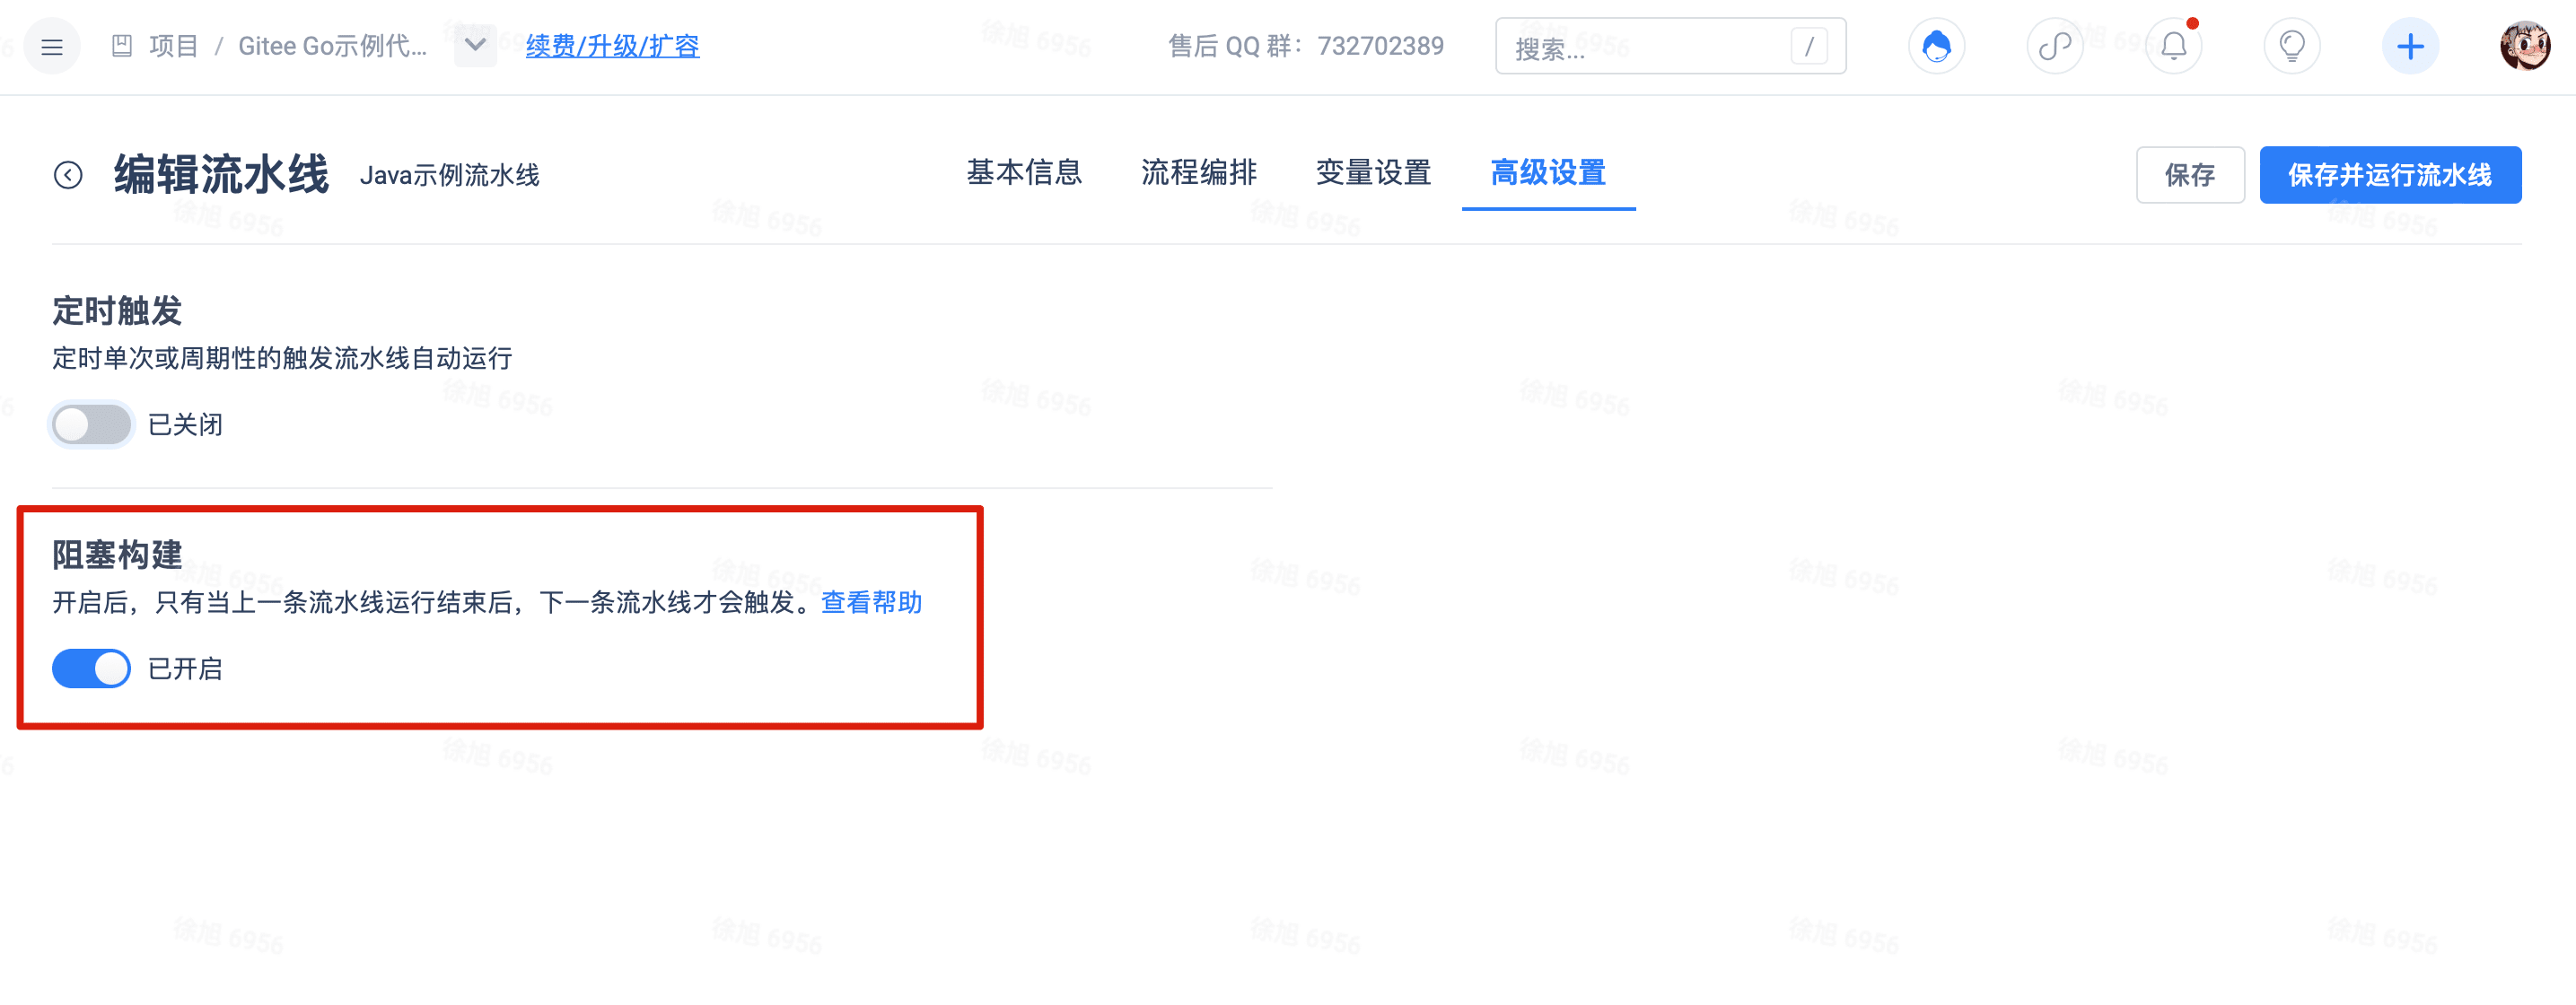 项目 / Gitee Go示例代... 续费/升级/扩容 售后 QQ 群：732702389 搜索... /
编辑流水线 Java示例流水线 基本信息 流程编排 变量设置 高级设置 保存 保存并运行流水线
定时触发
定时单次或周期性的触发流水线自动运行
已关闭
阻塞构建
开启后，只有当上一条流水线运行结束后，下一条流水线才会触发。查看帮助
已开启
徐旭 6956